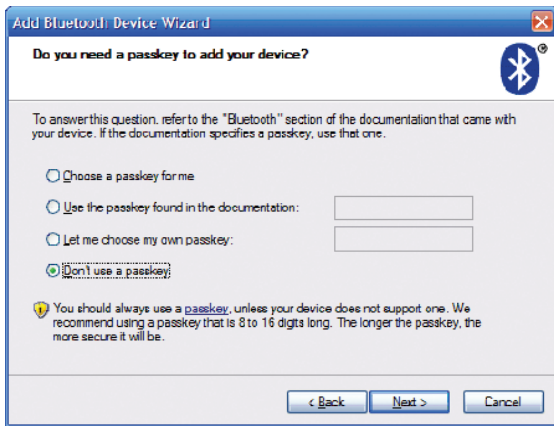 Add Bluetooth Device Wizard
Do you need a passkey to add your device?
®
To answer this question, refer to the "Bluetooth" section of the documentation that came with
your device. If the documentation specifies a passkey, use that one.
Choose a passkey for me
Use the passkey found in the documentation:
Let me choose my own passkey:
Don't use a passkey
You should always use a passkey, unless your device does not support one. We
recommend using a passkey that is 8 to 16 digits long. The longer the passkey, the
more secure it will be.
< Back Next > Cancel